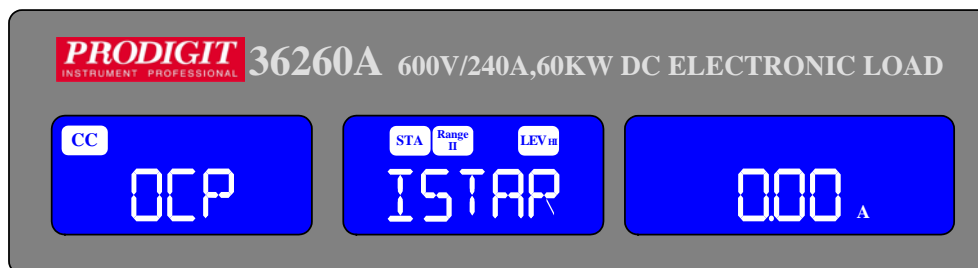 PRODIGIT 36260A 600V/240A,60KW DC ELECTRONIC LOAD
INSTRUMENT PROFESSIONAL
CC STA Range II LEV HI
OCP ISTAR 0.00 A